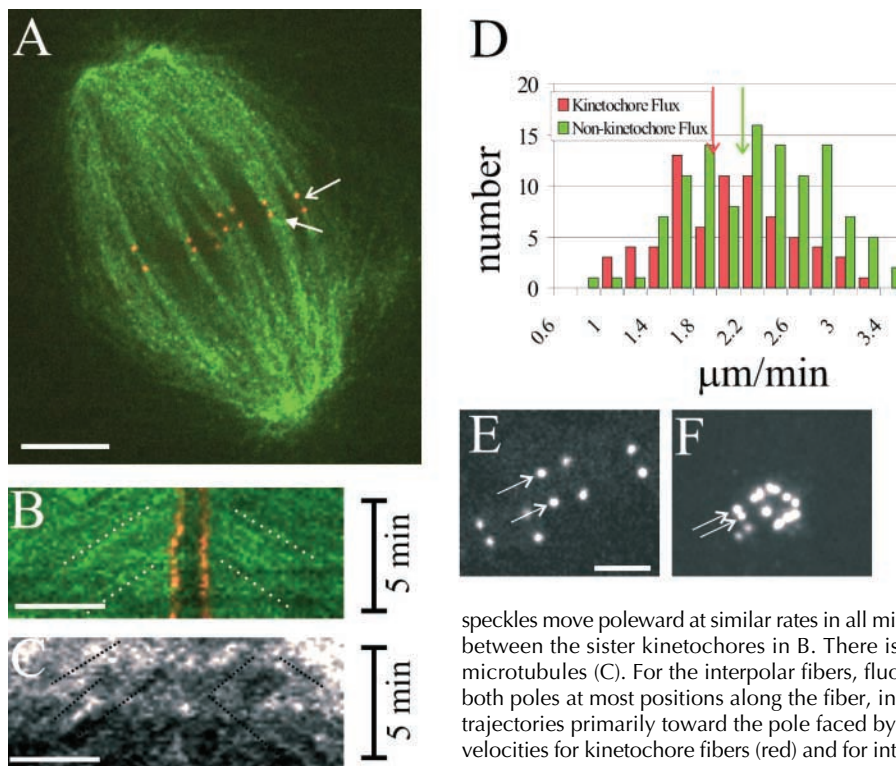 A
D
20
15
10
5
0
number
Kinetochore Flux
Non-kinetochore Flux
0.6
1
1.4
1.8
2.2
2.6
3
3.4
μm/min
B
5 min
C
5 min
E
F
speckles move poleward at similar rates in all mi
between the sister kinetochores in B. There is
microtubules (C). For the interpolar fibers, fluo
both poles at most positions along the fiber, in
trajectories primarily toward the pole faced by
velocities for kinetochore fibers (red) and for int